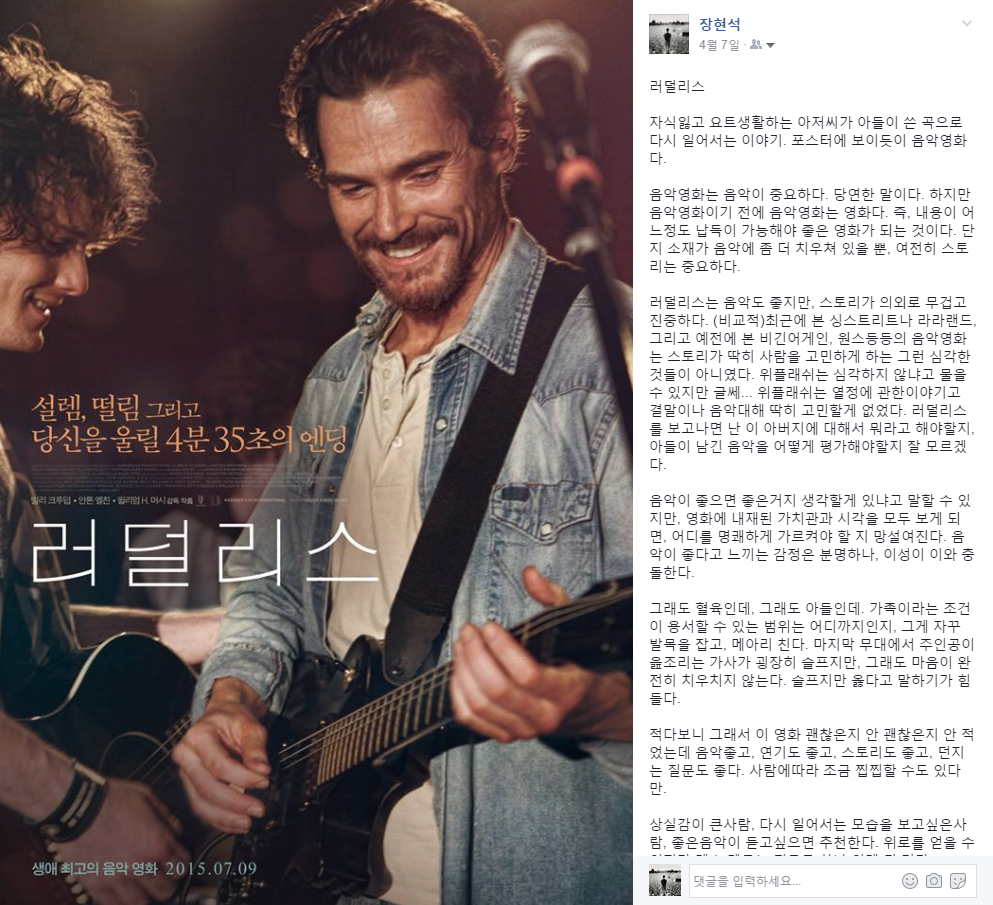 설렘, 떨림 그리고
당신을 울릴 4분 35초의 엔딩
빌리 크루덥 • 안톤 옐친 • 윌리엄 H. 머시 감독 작품
러덜리스
생애 최고의 음악 영화 2015.07.09
장현석
4월 7일 ·
러덜리스
자식잃고 요트생활하는 아저씨가 아들이 쓴 곡으로
다시 일어서는 이야기. 포스터에 보이듯이 음악영화
다.
음악영화는 음악이 중요하다. 당연한 말이다. 하지만
음악영화이기 전에 음악영화는 영화다. 즉, 내용이 어
느정도 납득이 가능해야 좋은 영화가 되는 것이다. 단
지 소재가 음악에 좀 더 치우쳐 있을 뿐, 여전히 스토
리는 중요하다.
러덜리스는 음악도 좋지만, 스토리가 의외로 무겁고
진중하다. (비교적)최근에 본 싱스트리트나 라라랜드,
그리고 예전에 본 비긴어게인, 원스등등의 음악영화
는 스토리가 딱히 사람을 고민하게 하는 그런 심각한
것들이 아니였다. 위플래쉬는 심각하지 않냐고 물을
수 있지만 글쎄... 위플래쉬는 열정에 관한이야기고
결말이나 음악대해 딱히 고민할게 없었다. 러덜리스
를 보고나면 난 이 아버지에 대해서 뭐라고 해야할지,
아들이 남긴 음악을 어떻게 평가해야할지 잘 모르겠
다.
음악이 좋으면 좋은거지 생각할게 있냐고 말할 수 있
지만, 영화에 내재된 가치관과 시각을 모두 보게 되
면, 어디를 명쾌하게 가르켜야 할 지 망설여진다. 음
악이 좋다고 느끼는 감정은 분명하나, 이성이 이와 충
돌한다.
그래도 혈육인데, 그래도 아들인데. 가족이라는 조건
이 용서할 수 있는 범위는 어디까지인지, 그게 자꾸
발목을 잡고, 메아리 친다. 마지막 무대에서 주인공이
읊조리는 가사가 굉장히 슬프지만, 그래도 마음이 완
전히 치우치지 않는다. 슬프지만 옳다고 말하기가 힘
들다.
적다보니 그래서 이 영화 괜찮은지 안 괜찮은지 안 적
었는데 음악좋고, 연기도 좋고, 스토리도 좋고, 던지
는 질문도 좋다. 사람에따라 조금 찝찝할 수도 있다
만.
상실감이 큰사람, 다시 일어서는 모습을 보고싶은사
람, 좋은음악이 듣고싶으면 추천한다. 위로를 얻을 수
댓글을 입력하세요...